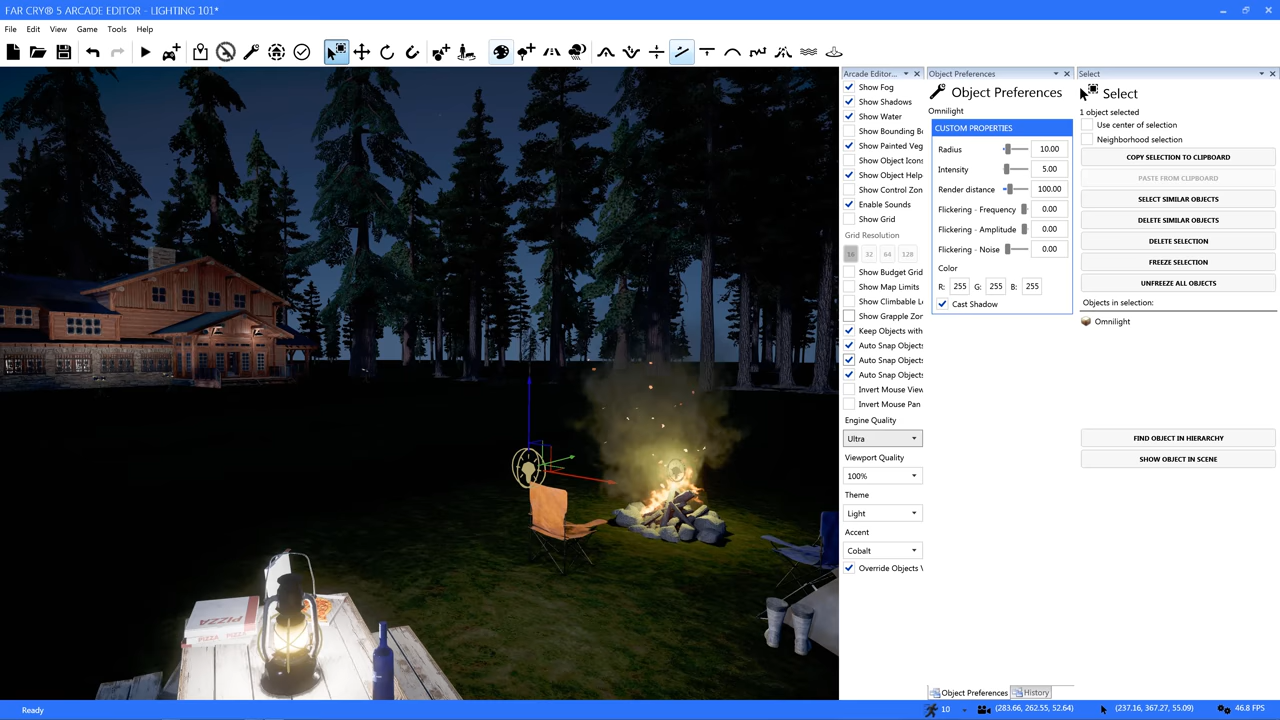 FAR CRY® 5 ARCADE EDITOR - LIGHTING 101*
File Edit View Game Tools Help
Arcade Editor...
Show Fog
Show Shadows
Show Water
Show Bounding B
Show Painted Veg
Show Object Icons
Show Object Help
Show Control Zon
Enable Sounds
Show Grid
Grid Resolution
16 32 64 128
Show Budget Grid
Show Map Limits
Show Climbable L
Show Grapple Zon
Keep Objects with
Auto Snap Objects
Auto Snap Objects
Auto Snap Objects
Invert Mouse View
Invert Mouse Pan
Engine Quality
Ultra
Viewport Quality
100%
Theme
Light
Accent
Cobalt
Override Objects V
Object Preferences
Object Preferences
Omnilight
CUSTOM PROPERTIES
Radius 10.00
Intensity 5.00
Render distance 100.00
Flickering - Frequency 0.00
Flickering - Amplitude 0.00
Flickering - Noise 0.00
Color
R: 255 G: 255 B: 255
Cast Shadow
Object Preferences History
Select
Select
1 object selected
Use center of selection
Neighborhood selection
COPY SELECTION TO CLIPBOARD
PASTE FROM CLIPBOARD
SELECT SIMILAR OBJECTS
DELETE SIMILAR OBJECTS
DELETE SELECTION
FREEZE SELECTION
UNFREEZE ALL OBJECTS
Objects in selection:
Omnilight
FIND OBJECT IN HIERARCHY
SHOW OBJECT IN SCENE
PIZZA
Ready
10 (283.66, 262.55, 52.64) (237.16, 367.27, 55.09) 46.8 FPS